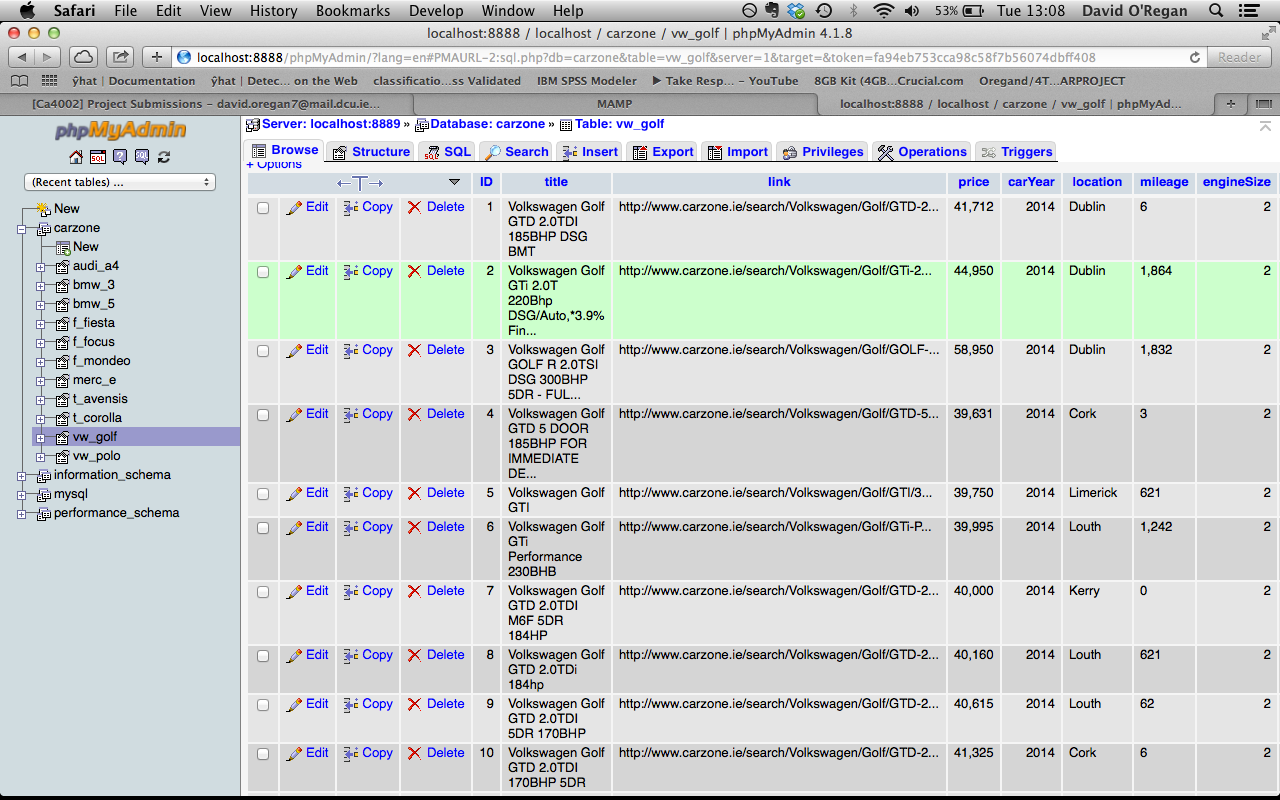 Safari File Edit View History Bookmarks Develop Window Help 53% Tue 13:08 David O'Regan
localhost:8888 / localhost / carzone / vw_golf | phpMyAdmin 4.1.8
localhost:8888/phpMyAdmin/?lang=en#PMAURL-2:sql.php?db=carzone&table=vw_golf&server=1&target=&token=fa94eb753cca98c58f7b56074dbff408 Reader
ŷhat | Documentation ŷhat | Detec... on the Web classificatio...ss Validated IBM SPSS Modeler ▶ Take Resp... - YouTube 8GB Kit (4GB...Crucial.com Oregand/4T...ARPROJECT
[Ca4002] Project Submissions – david.oregan7@mail.dcu.ie... MAMP localhost:8888 / localhost / carzone / vw_golf | phpMyAd...
phpMyAdmin
(Recent tables) ...
New
carzone
New
audi_a4
bmw_3
bmw_5
f_fiesta
f_focus
f_mondeo
merc_e
t_avensis
t_corolla
vw_golf
vw_polo
information_schema
mysql
performance_schema
Server: localhost:8889 » Database: carzone » Table: vw_golf
Browse Structure SQL Search Insert Export Import Privileges Operations Triggers
+ Options
←T→ ID title link price carYear location mileage engineSize
Edit Copy Delete 1 Volkswagen Golf http://www.carzone.ie/search/Volkswagen/Golf/GTD-2... 41,712 2014 Dublin 6 2
GTD 2.0TDI
185BHP DSG
BMT
Edit Copy Delete 2 Volkswagen Golf http://www.carzone.ie/search/Volkswagen/Golf/GTi-2... 44,950 2014 Dublin 1,864 2
GTi 2.0T
220Bhp
DSG/Auto,*3.9%
Fin...
Edit Copy Delete 3 Volkswagen Golf http://www.carzone.ie/search/Volkswagen/Golf/GOLF-... 58,950 2014 Dublin 1,832 2
GOLF R 2.0TSI
DSG 300BHP
5DR - FUL...
Edit Copy Delete 4 Volkswagen Golf http://www.carzone.ie/search/Volkswagen/Golf/GTD-5... 39,631 2014 Cork 3 2
GTD 5 DOOR
185BHP FOR
IMMEDIATE
DE...
Edit Copy Delete 5 Volkswagen Golf http://www.carzone.ie/search/Volkswagen/Golf/GTI/3... 39,750 2014 Limerick 621 2
GTI
Edit Copy Delete 6 Volkswagen Golf http://www.carzone.ie/search/Volkswagen/Golf/GTi-P... 39,995 2014 Louth 1,242 2
GTi
Performance
230BHB
Edit Copy Delete 7 Volkswagen Golf http://www.carzone.ie/search/Volkswagen/Golf/GTD-2... 40,000 2014 Kerry 0 2
GTD 2.0TDI
M6F 5DR
184HP
Edit Copy Delete 8 Volkswagen Golf http://www.carzone.ie/search/Volkswagen/Golf/GTD-2... 40,160 2014 Louth 621 2
GTD 2.0TDi
184hp
Edit Copy Delete 9 Volkswagen Golf http://www.carzone.ie/search/Volkswagen/Golf/GTD-2... 40,615 2014 Louth 62 2
GTD 2.0TDI
5DR 170BHP
Edit Copy Delete 10 Volkswagen Golf http://www.carzone.ie/search/Volkswagen/Golf/GTD-2... 41,325 2014 Cork 6 2
GTD 2.0TDI
170BHP 5DR